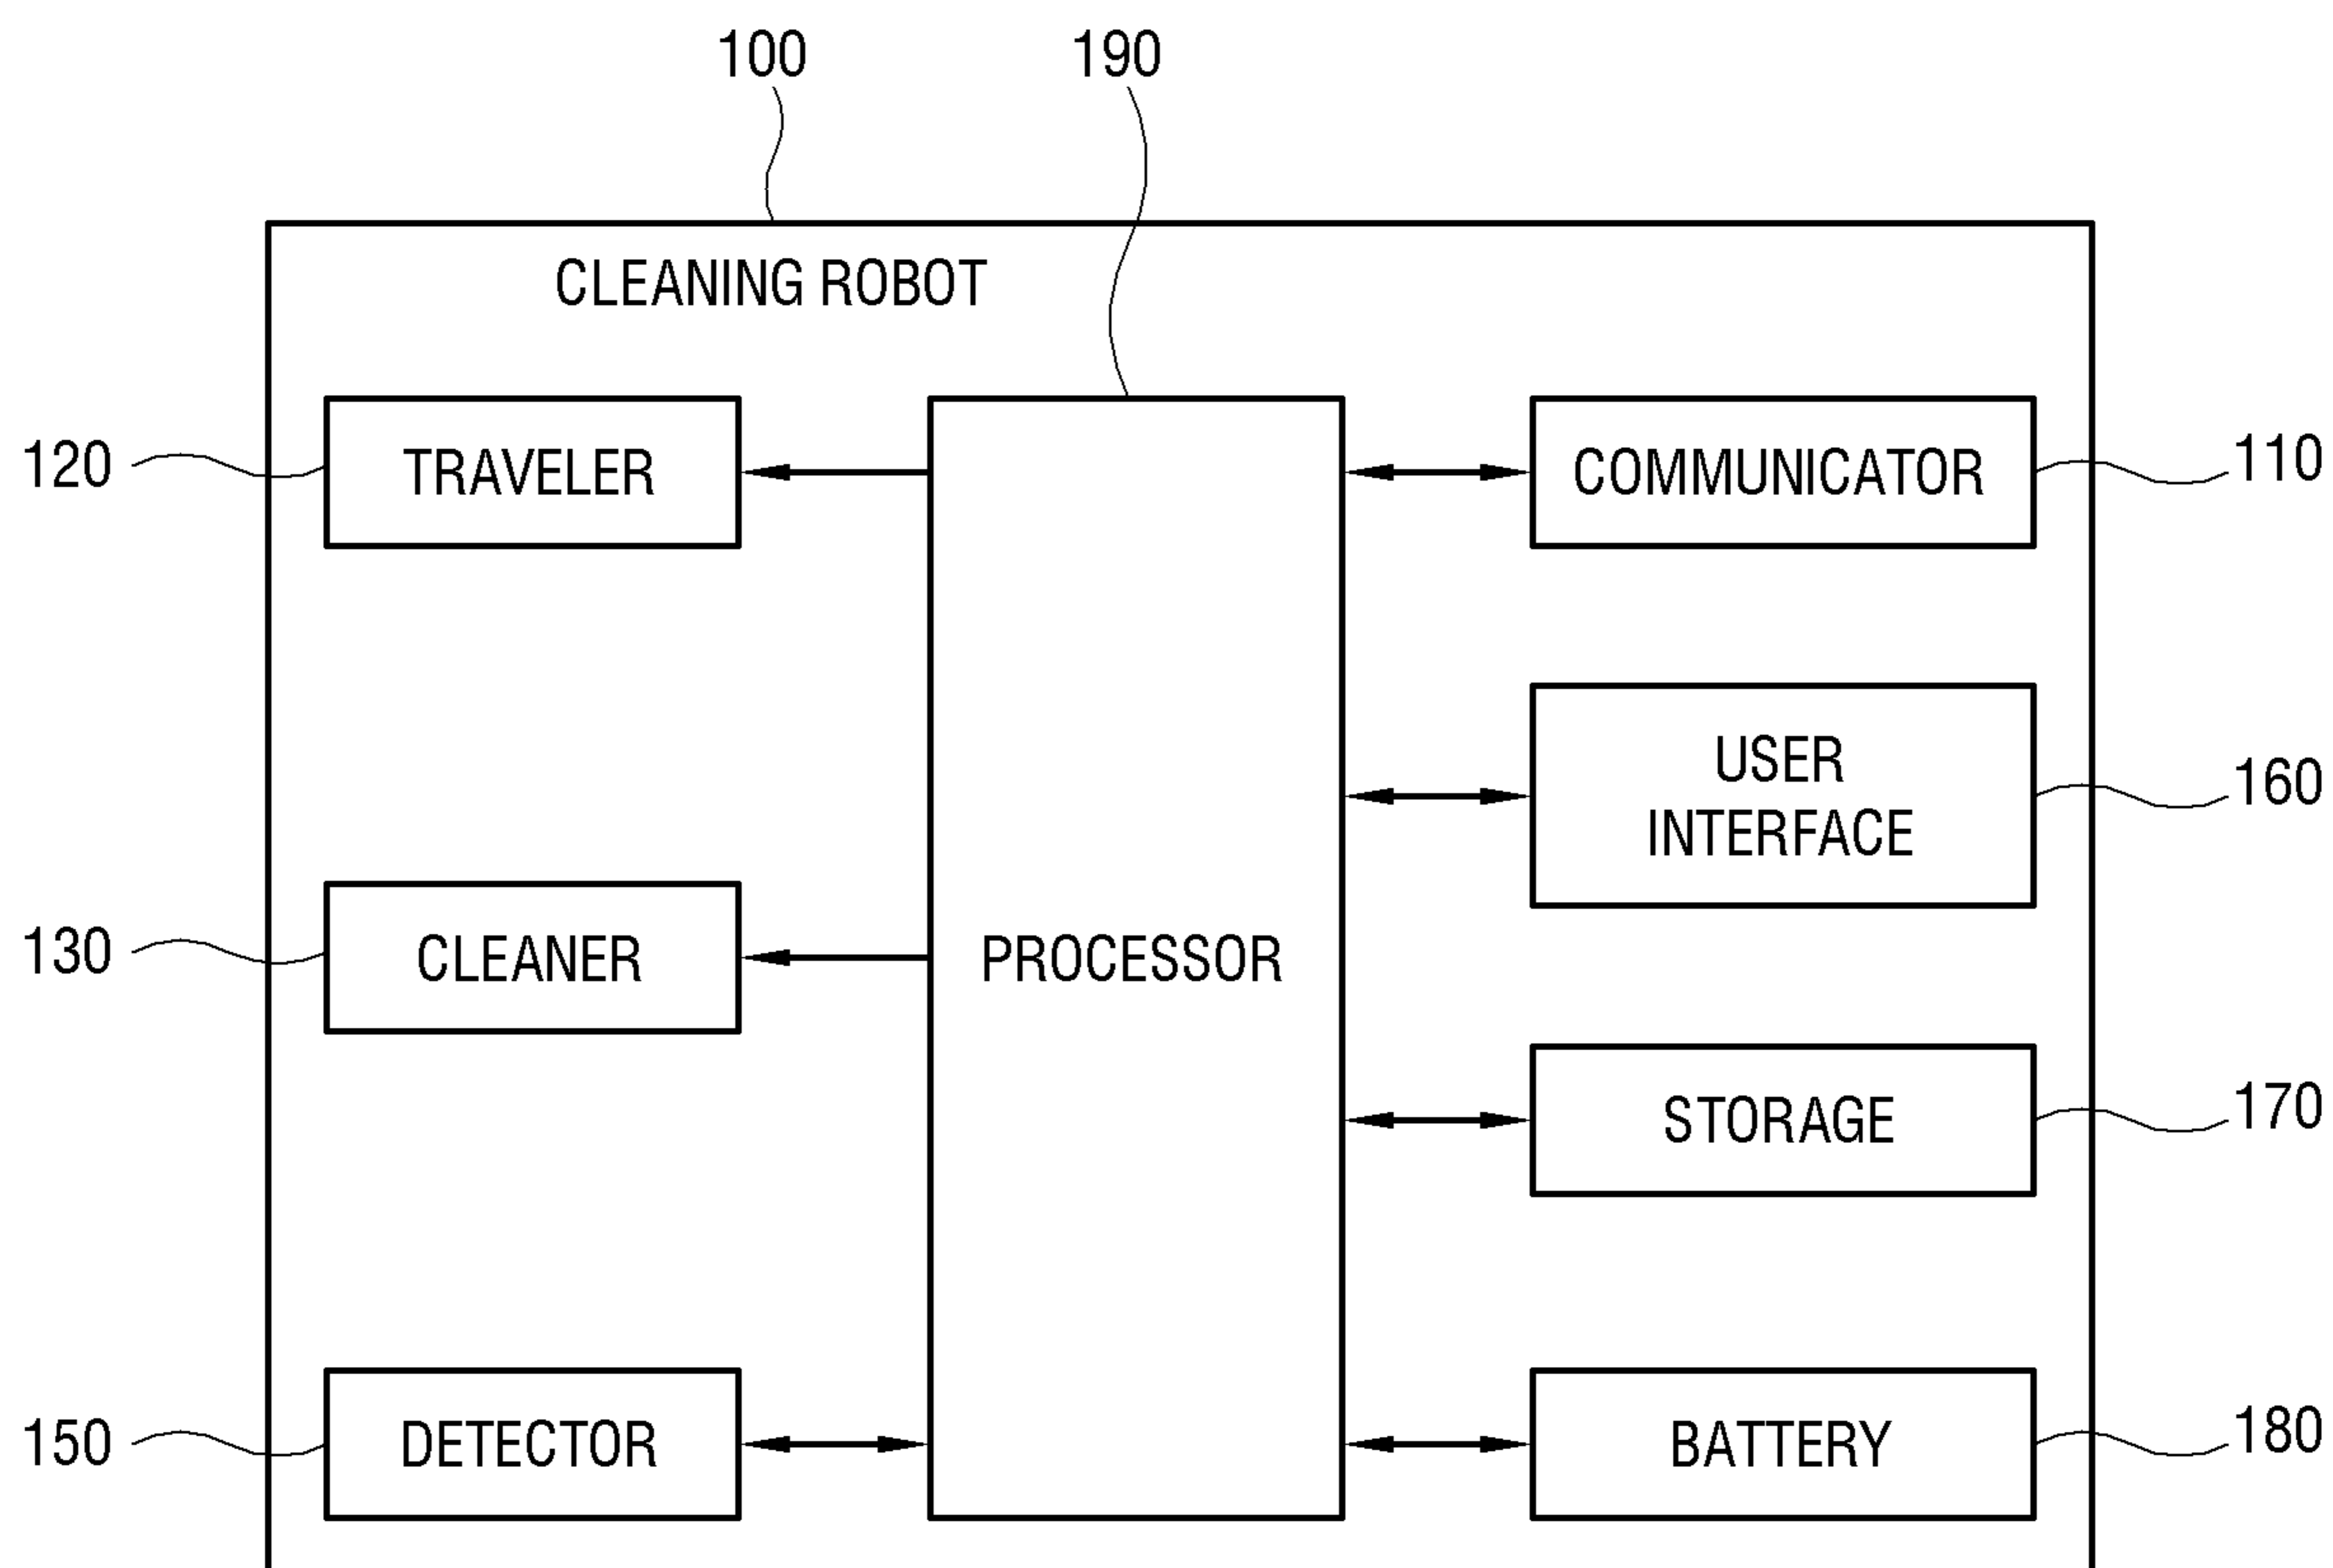 100 190
CLEANING ROBOT
120 TRAVELER COMMUNICATOR 110
USER
INTERFACE 160
130 CLEANER PROCESSOR
STORAGE 170
150 DETECTOR BATTERY 180